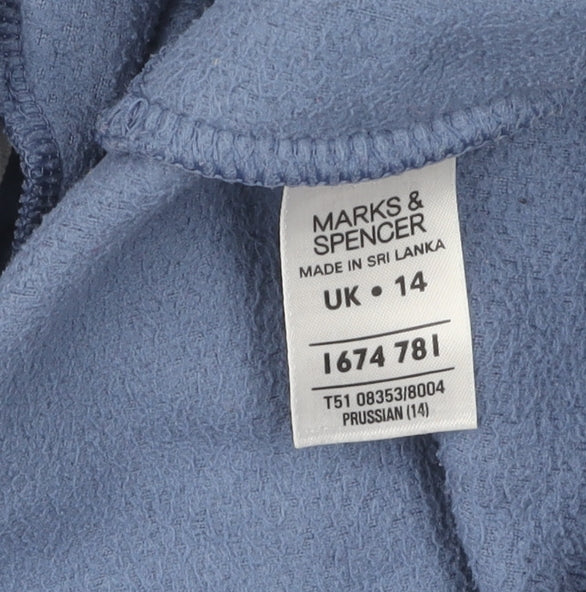 MARKS &
SPENCER
MADE IN SRI LANKA
UK • 14
1674 781
T51 08353/8004
PRUSSIAN (14)